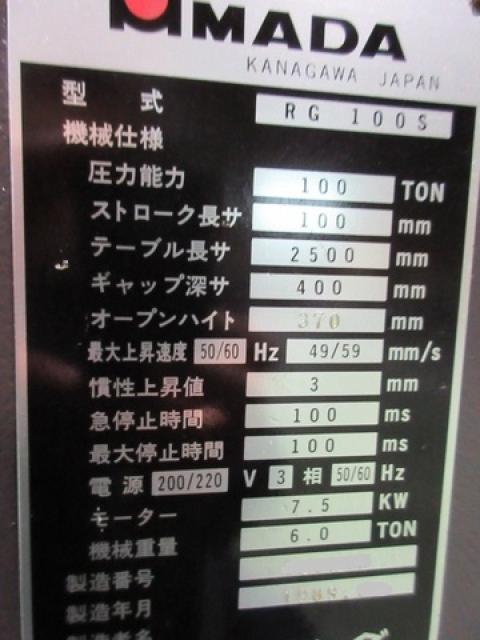 AMADA
KANAGAWA JAPAN
型 式 RG 100S
機械仕様
圧力能力 100 TON
ストローク長サ 100 mm
テーブル長サ 2500 mm
ギャップ深サ 400 mm
オープンハイト 370 mm
最大上昇速度 50/60 Hz 49/59 mm/s
慣性上昇値 3 mm
急停止時間 100 ms
最大停止時間 100 ms
電源 200/220 V 3 相 50/60 Hz
モーター 7.5 KW
機械重量 6.0 TON
製造番号
製造年月
製造者名